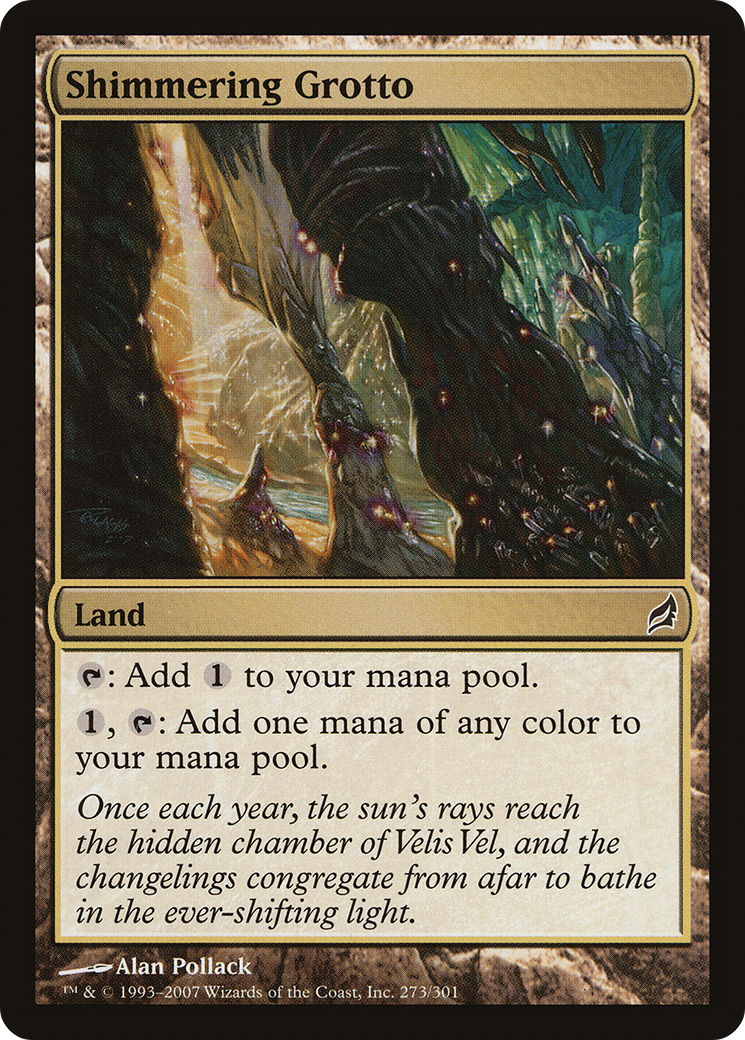 Shimmering Grotto
Land
: Add 1 to your mana pool.
1, : Add one mana of any color to
your mana pool.
Once each year, the sun's rays reach
the hidden chamber of Velis Vel, and the
changelings congregate from afar to bathe
in the ever-shifting light.
Alan Pollack
™ & © 1993–2007 Wizards of the Coast, Inc. 273/301